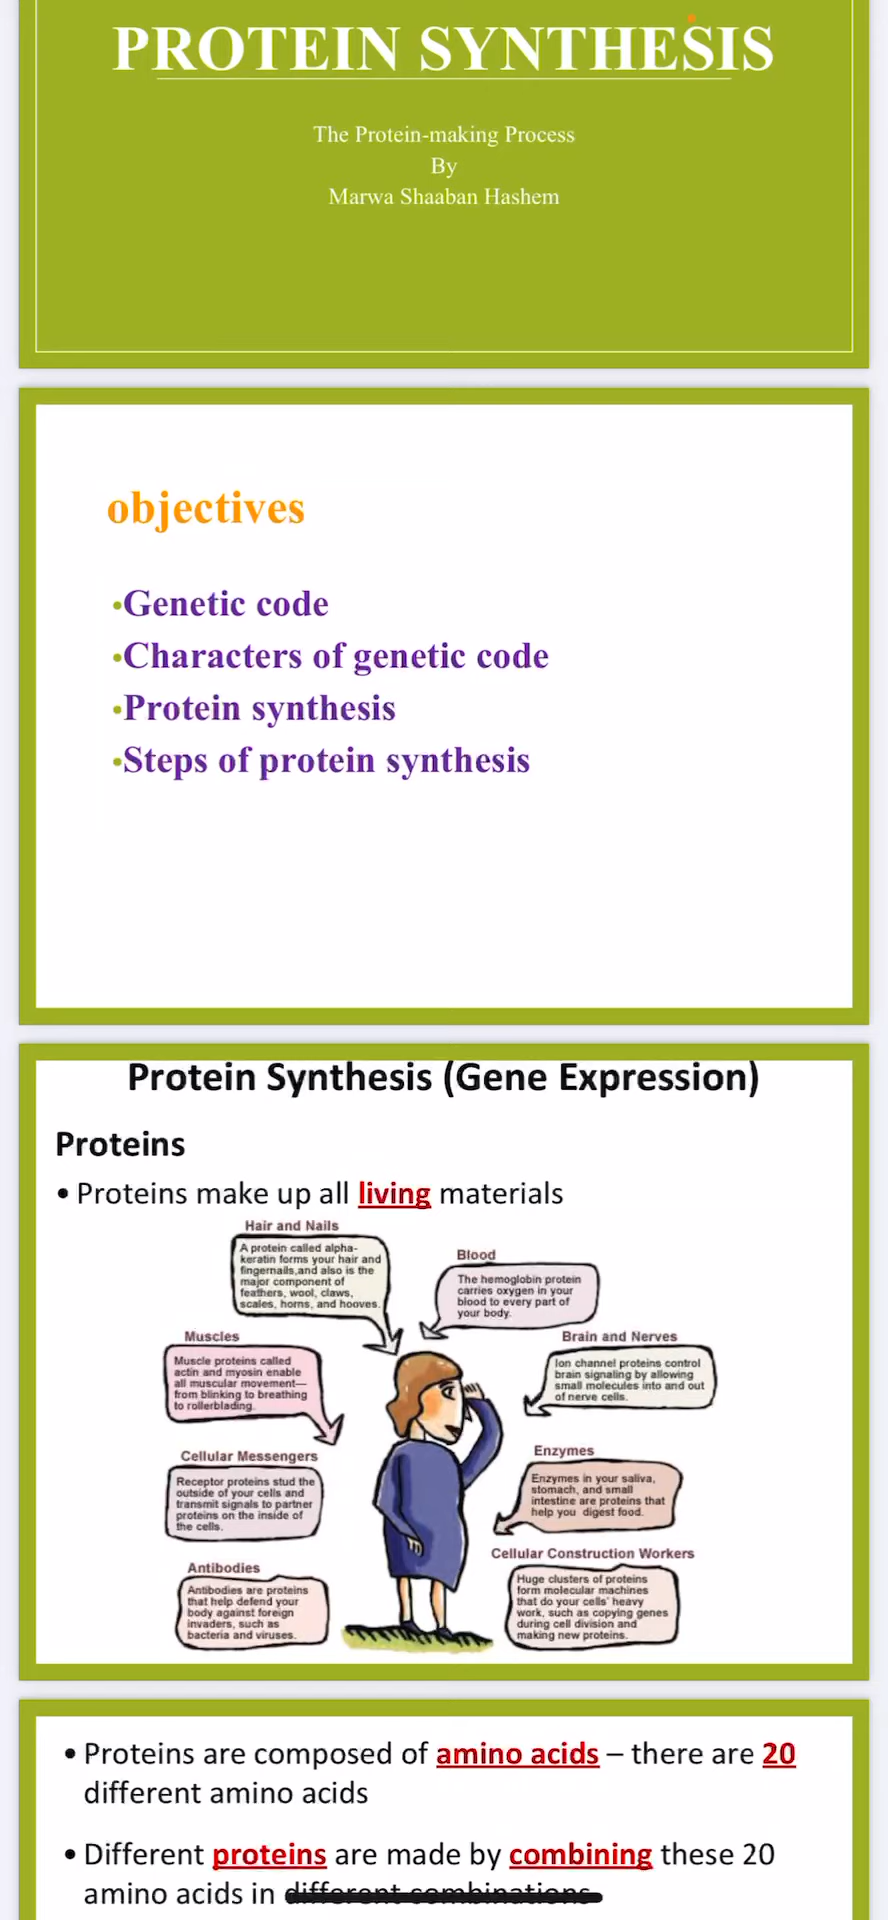 PROTEIN SYNTHESIS
The Protein-making Process
By
Marwa Shaaban Hashem
objectives
•Genetic code
•Characters of genetic code
•Protein synthesis
•Steps of protein synthesis
Protein Synthesis (Gene Expression)
Proteins
• Proteins make up all living materials
Hair and Nails
A protein called alpha-
keratin forms your hair and
fingernails,and also is the
major component of
feathers, wool, claws,
scales, horns, and hooves.
Blood
The hemoglobin protein
carries oxygen in your
blood to every part of
your body.
Muscles
Muscle proteins called
actin and myosin enable
all muscular movement—
from blinking to breathing
to rollerblading.
Brain and Nerves
Ion channel proteins control
brain signaling by allowing
small molecules into and out
of nerve cells.
Cellular Messengers
Receptor proteins stud the
outside of your cells and
transmit signals to partner
proteins on the inside of
the cells.
Enzymes
Enzymes in your saliva,
stomach, and small
intestine are proteins that
help you digest food.
Antibodies
Antibodies are proteins
that help defend your
body against foreign
invaders, such as
bacteria and viruses.
Cellular Construction Workers
Huge clusters of proteins
form molecular machines
that do your cells' heavy
work, such as copying genes
during cell division and
making new proteins.
• Proteins are composed of amino acids – there are 20
different amino acids
• Different proteins are made by combining these 20
amino acids in different combinations